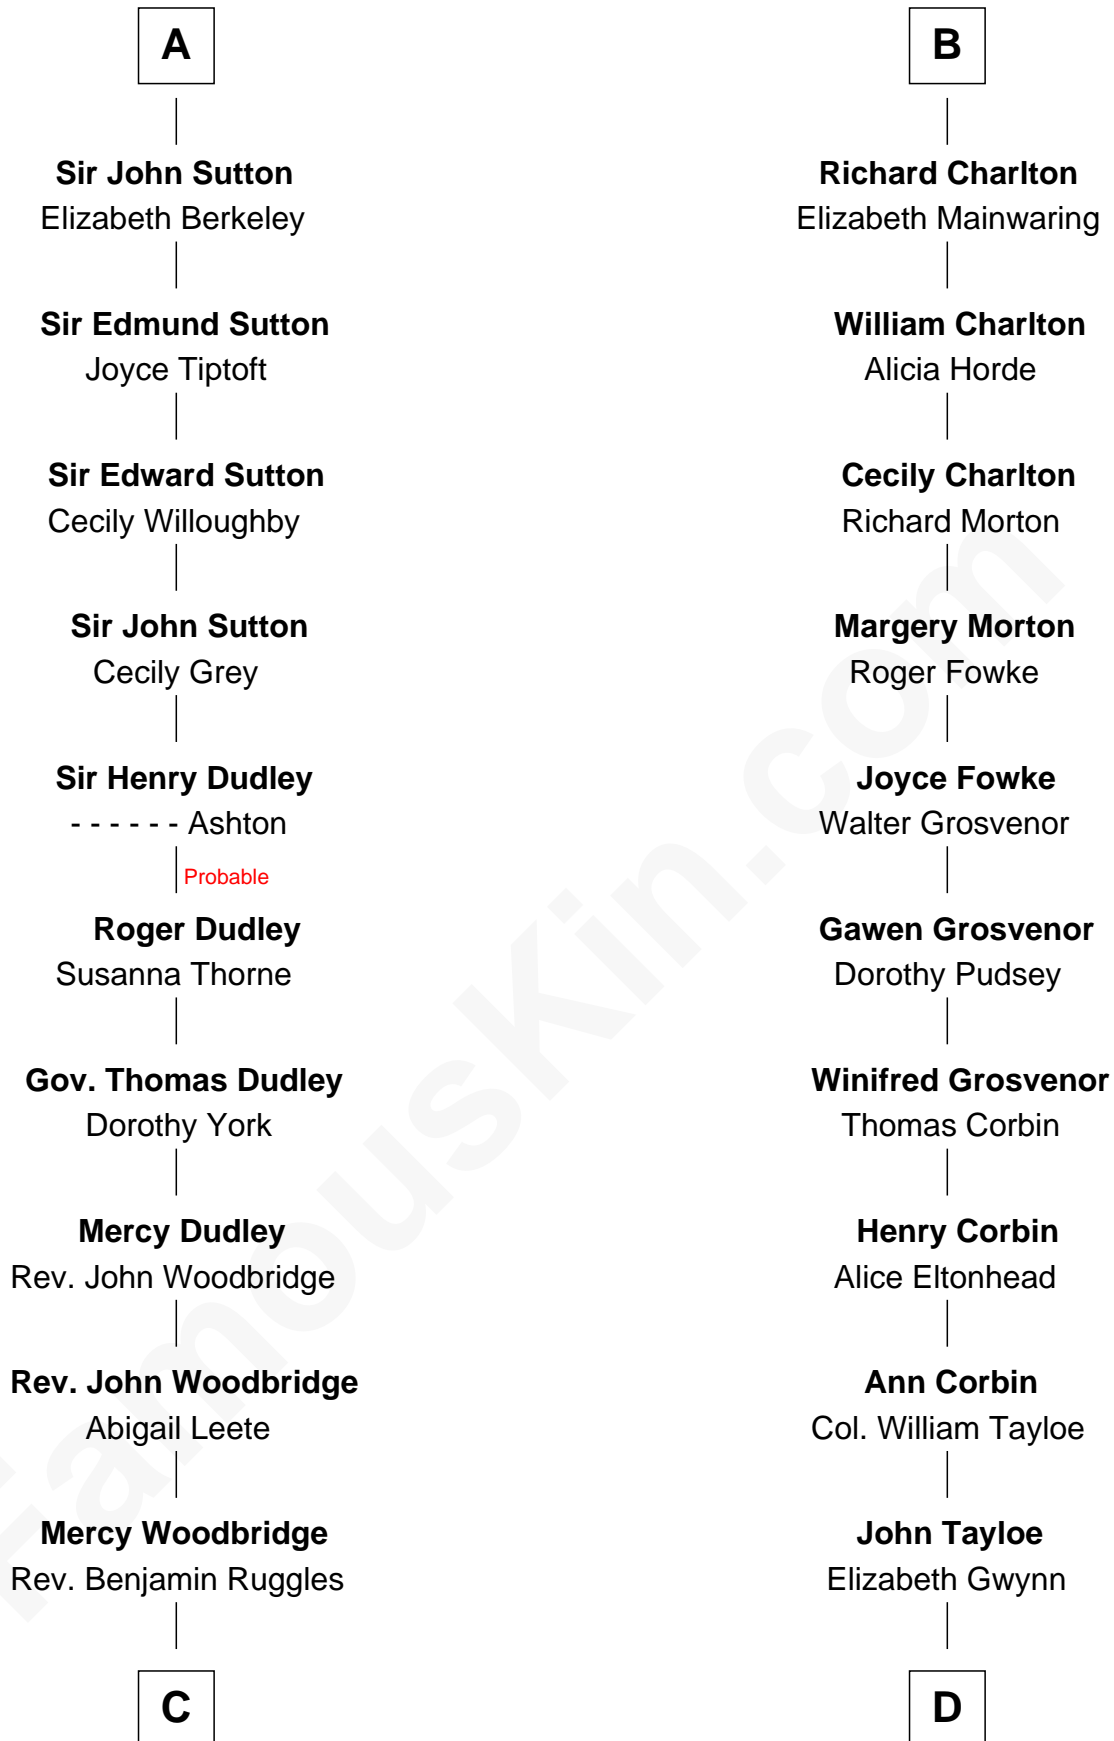 A
Sir John Sutton
Elizabeth Berkeley
Sir Edmund Sutton
Joyce Tiptoft
Sir Edward Sutton
Cecily Willoughby
Sir John Sutton
Cecily Grey
Sir Henry Dudley
- - - - - - Ashton
Probable
Roger Dudley
Susanna Thorne
Gov. Thomas Dudley
Dorothy York
Mercy Dudley
Rev. John Woodbridge
Rev. John Woodbridge
Abigail Leete
Mercy Woodbridge
Rev. Benjamin Ruggles
C
B
Richard Charlton
Elizabeth Mainwaring
William Charlton
Alicia Horde
Cecily Charlton
Richard Morton
Margery Morton
Roger Fowke
Joyce Fowke
Walter Grosvenor
Gawen Grosvenor
Dorothy Pudsey
Winifred Grosvenor
Thomas Corbin
Henry Corbin
Alice Eltonhead
Ann Corbin
Col. William Tayloe
John Tayloe
Elizabeth Gwynn
D
FamousKin.com